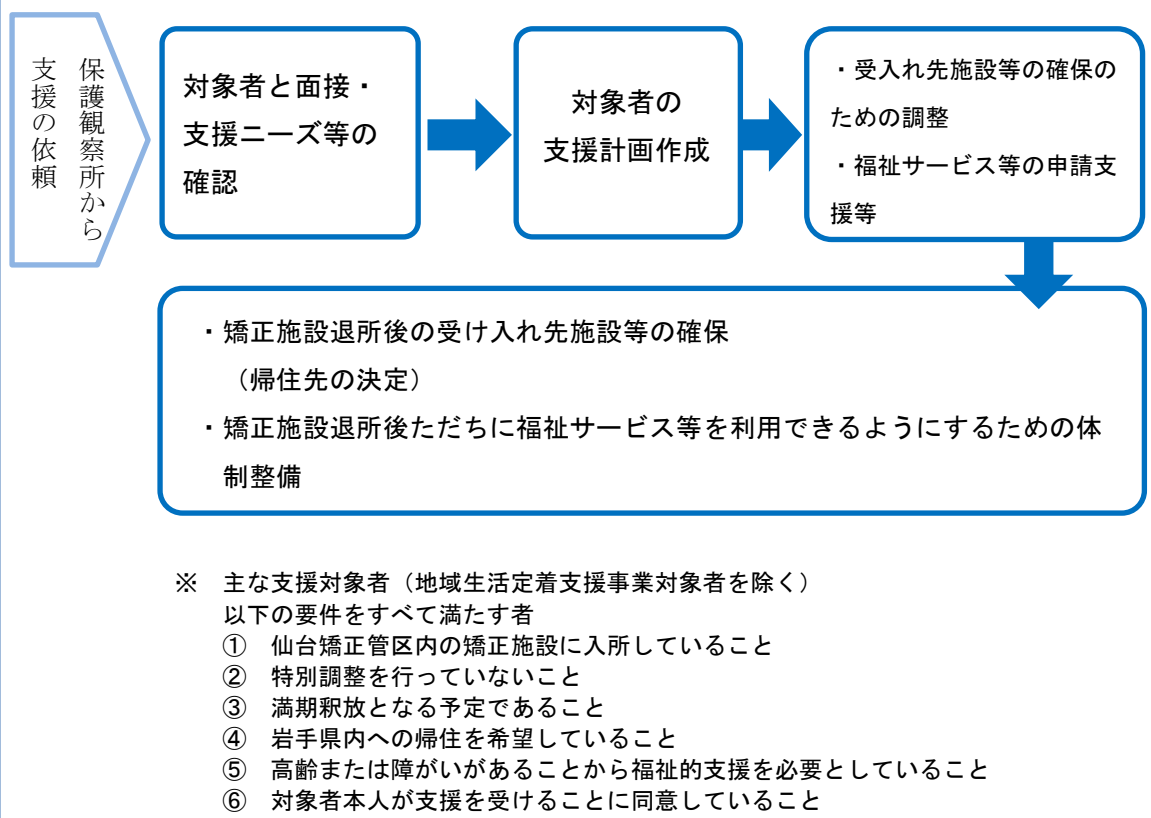 保護観察所から
支援の依頼
対象者と面接・
支援ニーズ等の
確認
対象者の
支援計画作成
・受入れ先施設等の確保の
ための調整
・福祉サービス等の申請支
援等
・矯正施設退所後の受け入れ先施設等の確保
（帰住先の決定）
・矯正施設退所後ただちに福祉サービス等を利用できるようにするための体
制整備
※　主な支援対象者（地域生活定着支援事業対象者を除く）
以下の要件をすべて満たす者
①　仙台矯正管区内の矯正施設に入所していること
②　特別調整を行っていないこと
③　満期釈放となる予定であること
④　岩手県内への帰住を希望していること
⑤　高齢または障がいがあることから福祉的支援を必要としていること
⑥　対象者本人が支援を受けることに同意していること